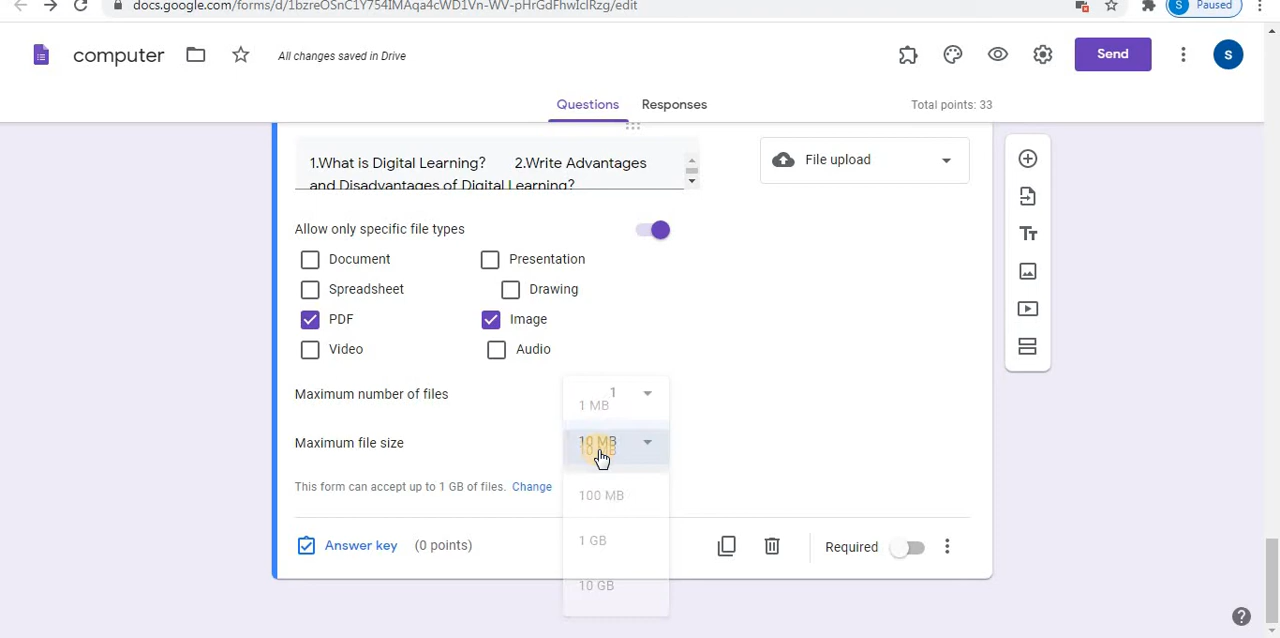 docs.google.com/forms/d/1bzreOSnC1Y754IMAqa4cWD1Vn-WV-pHrGdFhwIclRzg/edit
S Paused
computer
All changes saved in Drive
Send
S
Questions Responses
Total points: 33
1.What is Digital Learning? 2.Write Advantages
and Disadvantages of Digital Learning?
File upload
Allow only specific file types
Document Presentation
Spreadsheet Drawing
PDF Image
Video Audio
Maximum number of files 1
1 MB
Maximum file size 10 MB
10 MB
This form can accept up to 1 GB of files. Change
100 MB
1 GB
Answer key (0 points)
Required
10 GB